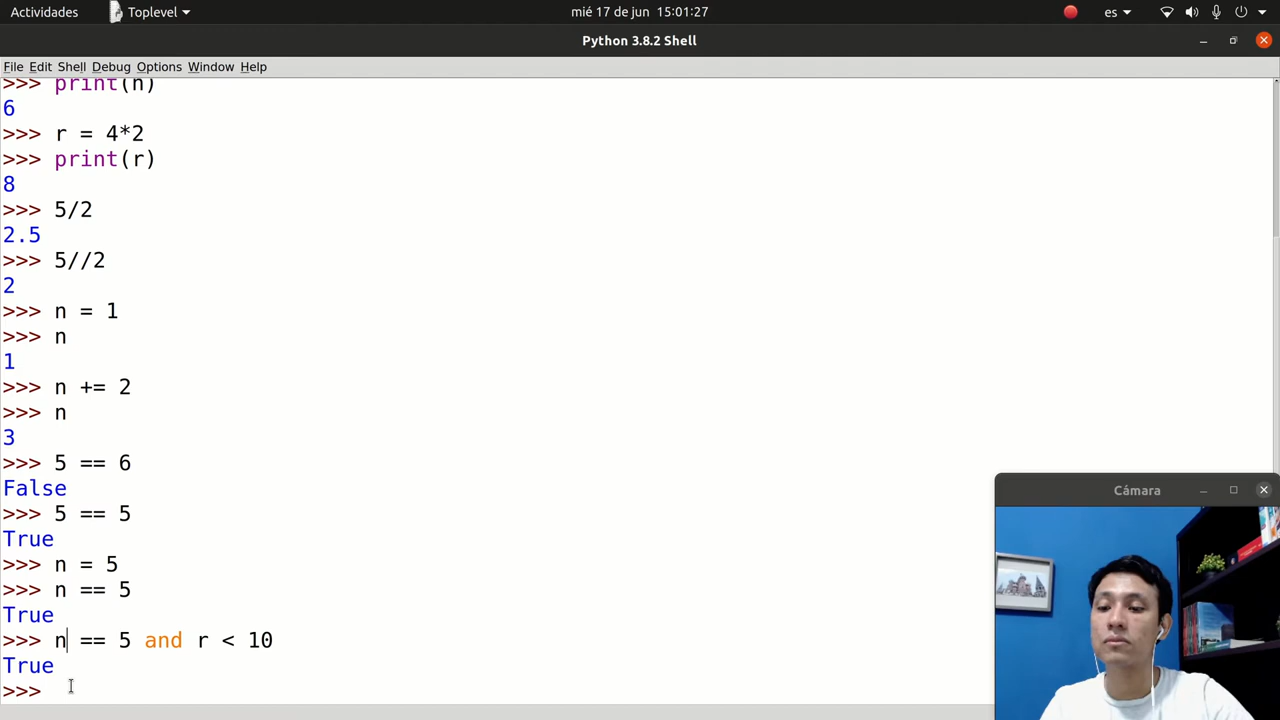 Actividades Toplevel mié 17 de jun 15:01:27 es
Python 3.8.2 Shell
File Edit Shell Debug Options Window Help
>>> print(n)
6
>>> r = 4*2
>>> print(r)
8
>>> 5/2
2.5
>>> 5//2
2
>>> n = 1
>>> n
1
>>> n += 2
>>> n
3
>>> 5 == 6
False
>>> 5 == 5
True
>>> n = 5
>>> n == 5
True
>>> n == 5 and r < 10
True
>>>
Cámara